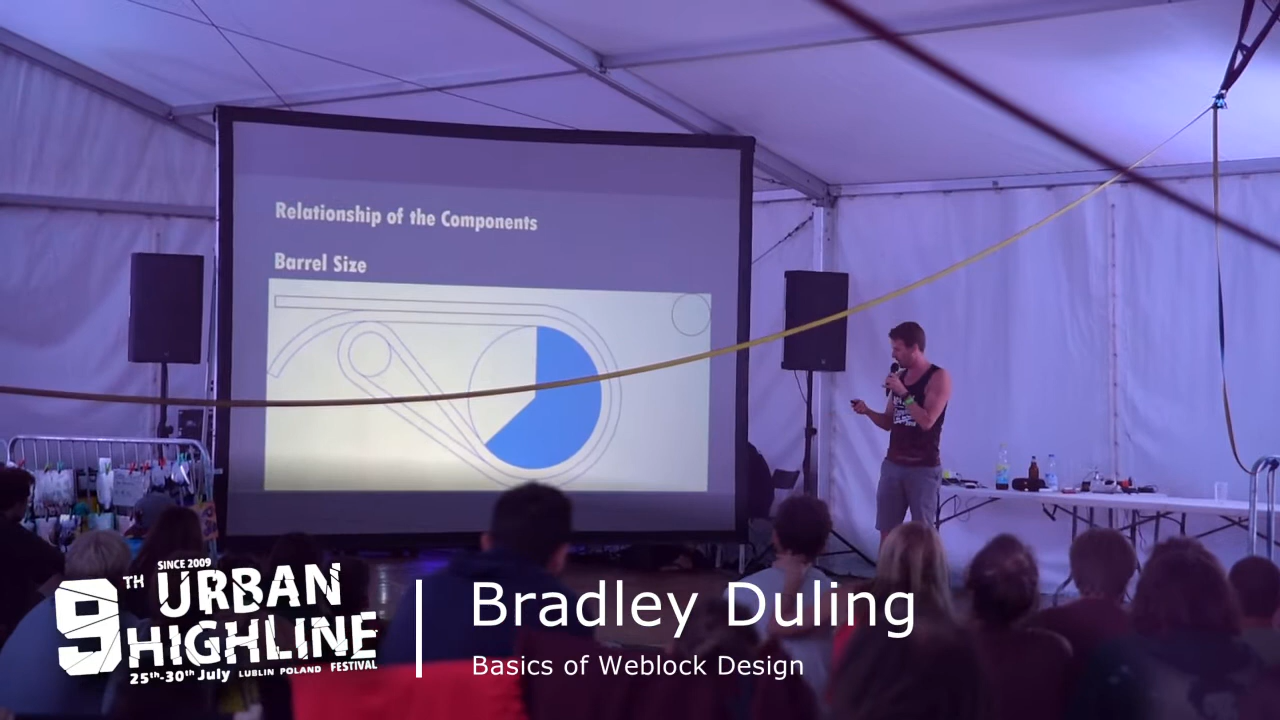 Relationship of the Components
Barrel Size
SINCE 2009
9TH URBAN
HIGHLINE
25th-30th July LUBLIN POLAND FESTIVAL
Bradley Duling
Basics of Weblock Design